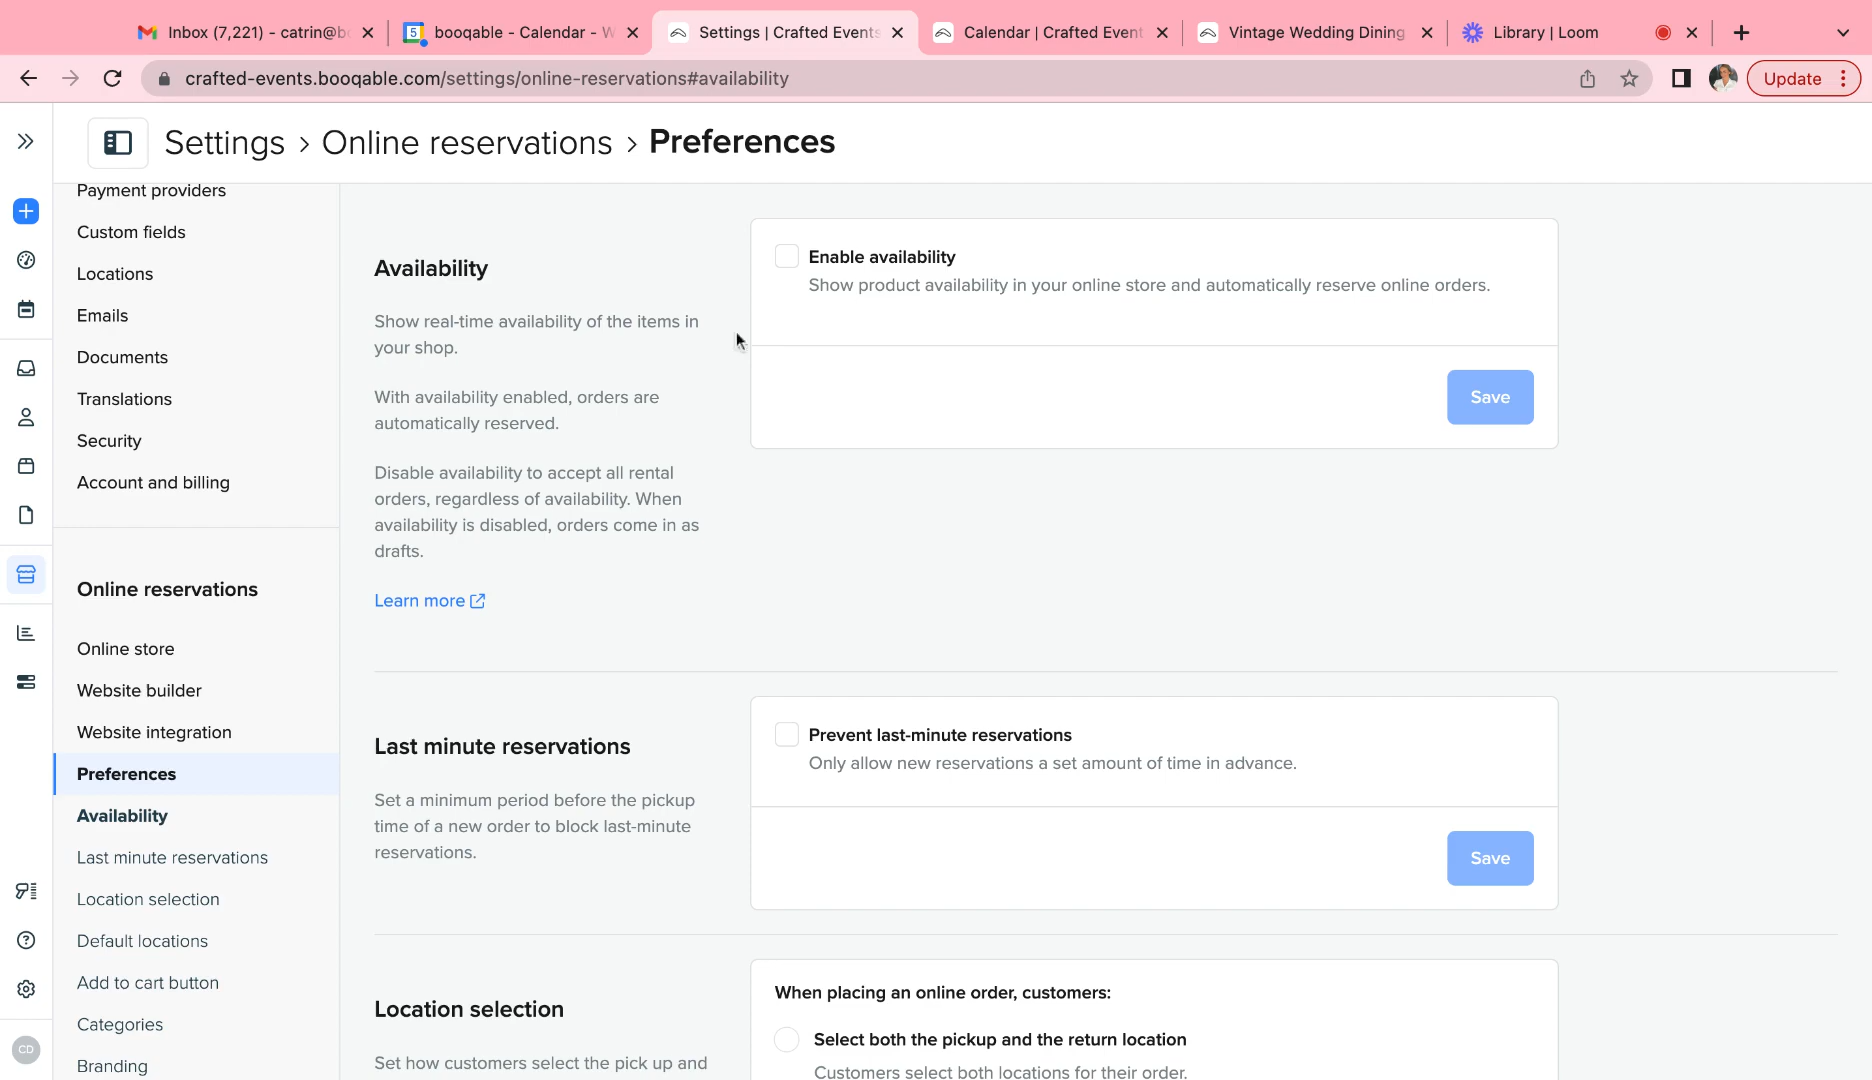 Inbox (7,221) - catrin@b
booqable - Calendar - W
Settings | Crafted Events
Calendar | Crafted Event
Vintage Wedding Dining
Library | Loom
crafted-events.booqable.com/settings/online-reservations#availability
Update
Settings › Online reservations › Preferences
Payment providers
Custom fields
Locations
Emails
Documents
Translations
Security
Account and billing
Online reservations
Online store
Website builder
Website integration
Preferences
Availability
Last minute reservations
Location selection
Default locations
Add to cart button
Categories
Branding
CD
Availability
Show real-time availability of the items in
your shop.
With availability enabled, orders are
automatically reserved.
Disable availability to accept all rental
orders, regardless of availability. When
availability is disabled, orders come in as
drafts.
Learn more
Enable availability
Show product availability in your online store and automatically reserve online orders.
Save
Last minute reservations
Set a minimum period before the pickup
time of a new order to block last-minute
reservations.
Prevent last-minute reservations
Only allow new reservations a set amount of time in advance.
Save
Location selection
Set how customers select the pick up and
When placing an online order, customers:
Select both the pickup and the return location
Customers select both locations for their order.